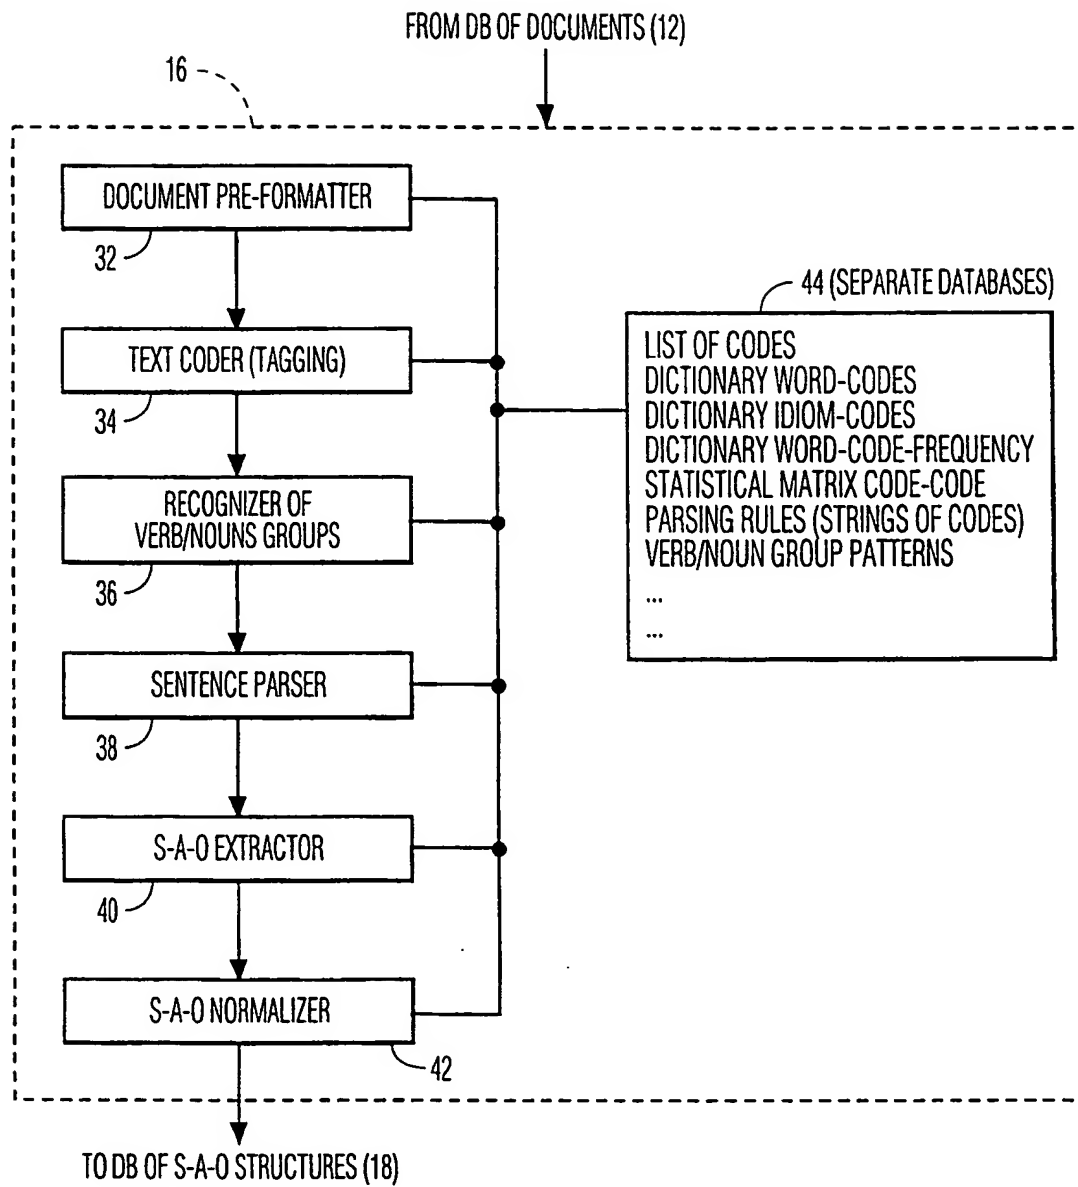 FROM DB OF DOCUMENTS (12)
16
DOCUMENT PRE-FORMATTER
32
44 (SEPARATE DATABASES)
TEXT CODER (TAGGING)
34
LIST OF CODES
DICTIONARY WORD-CODES
DICTIONARY IDIOM-CODES
DICTIONARY WORD-CODE-FREQUENCY
STATISTICAL MATRIX CODE-CODE
PARSING RULES (STRINGS OF CODES)
VERB/NOUN GROUP PATTERNS
...
...
RECOGNIZER OF
VERB/NOUNS GROUPS
36
SENTENCE PARSER
38
S-A-O EXTRACTOR
40
S-A-O NORMALIZER
42
TO DB OF S-A-O STRUCTURES (18)